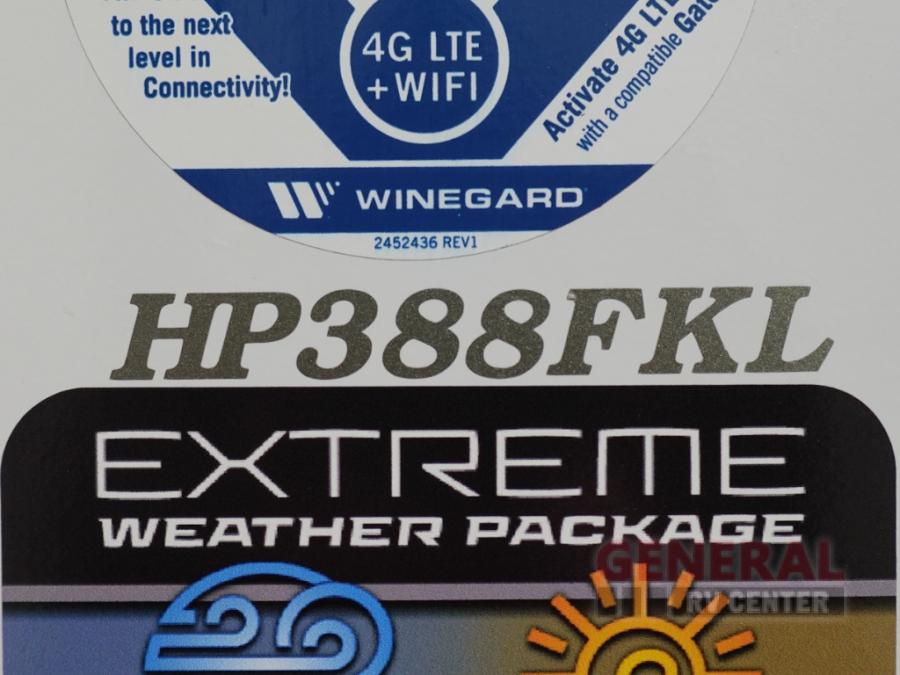 to the next
level in
Connectivity!
4G LTE
+WIFI
Activate 4G LTE
with a compatible
WINEGARD
2452436 REV1
HP388FKL
EXTREME
WEATHER PACKAGE
GENERAL
RV CENTER